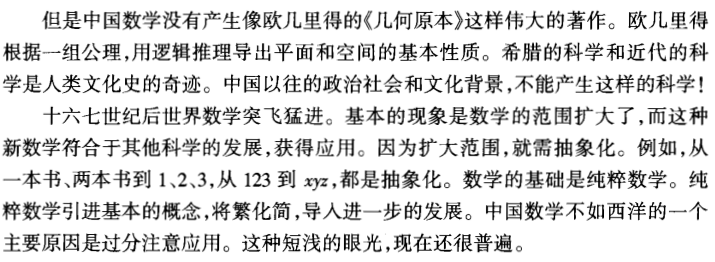 但是中国数学没有产生像欧几里得的《几何原本》这样伟大的著作。欧几里得
根据一组公理,用逻辑推理导出平面和空间的基本性质。希腊的科学和近代的科
学是人类文化史的奇迹。中国以往的政治社会和文化背景,不能产生这样的科学!
十六七世纪后世界数学突飞猛进。基本的现象是数学的范围扩大了,而这种
新数学符合于其他科学的发展,获得应用。因为扩大范围,就需抽象化。例如,从
一本书、两本书到 1、2、3,从 123 到 xyz,都是抽象化。数学的基础是纯粹数学。纯
粹数学引进基本的概念,将繁化简,导入进一步的发展。中国数学不如西洋的一个
主要原因是过分注意应用。这种短浅的眼光,现在还很普遍。